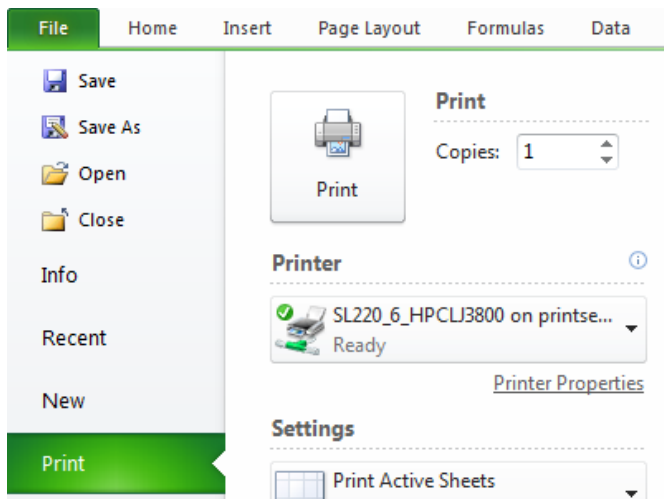 File Home Insert Page Layout Formulas Data
Save
Save As
Open
Close
Info
Recent
New
Print
Print
Print
Copies: 1
Printer
SL220_6_HPCLJ3800 on printse...
Ready
Printer Properties
Settings
Print Active Sheets